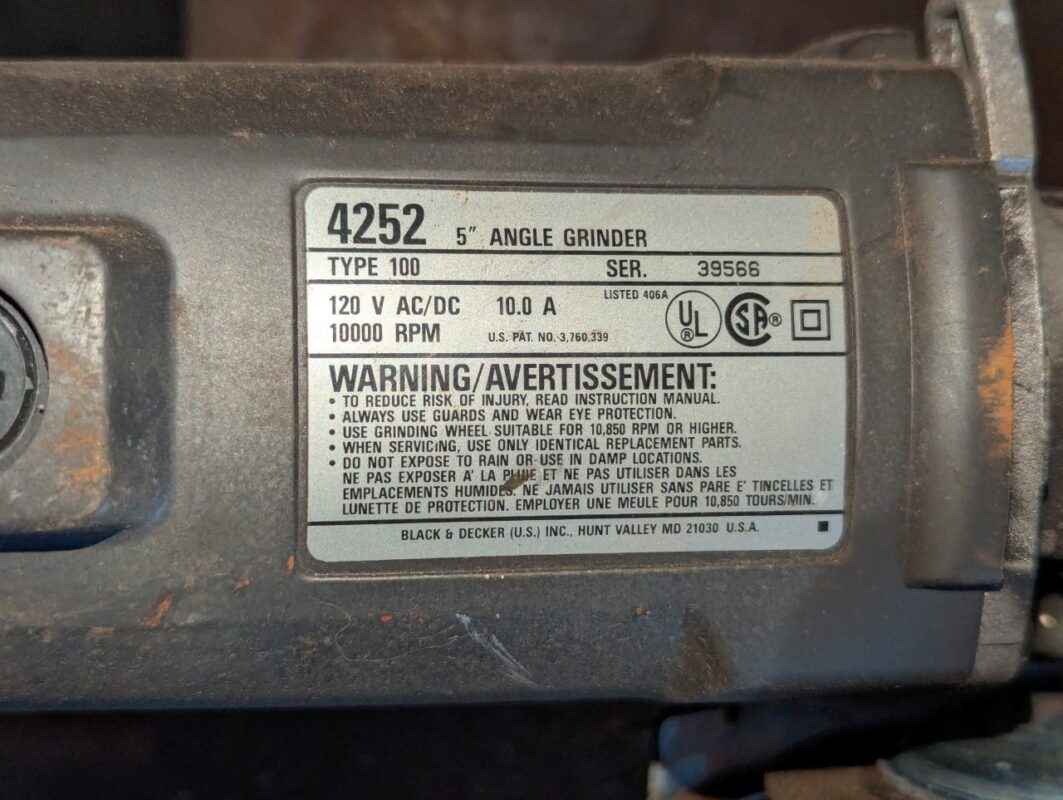 4252 5" ANGLE GRINDER
TYPE 100 SER. 39566
120 V AC/DC 10.0 A LISTED 406A UL® SA®
10000 RPM U.S. PAT. NO. 3,760,339
WARNING/AVERTISSEMENT:
• TO REDUCE RISK OF INJURY, READ INSTRUCTION MANUAL.
• ALWAYS USE GUARDS AND WEAR EYE PROTECTION.
• USE GRINDING WHEEL SUITABLE FOR 10,850 RPM OR HIGHER.
• WHEN SERVICING, USE ONLY IDENTICAL REPLACEMENT PARTS.
• DO NOT EXPOSE TO RAIN OR USE IN DAMP LOCATIONS.
NE PAS EXPOSER A' LA PLUIE ET NE PAS UTILISER DANS LES
EMPLACEMENTS HUMIDES. NE JAMAIS UTILISER SANS PARE E' TINCELLES ET
LUNETTE DE PROTECTION. EMPLOYER UNE MEULE POUR 10,850 TOURS/MIN.
BLACK & DECKER (U.S.) INC., HUNT VALLEY MD 21030 U.S.A.